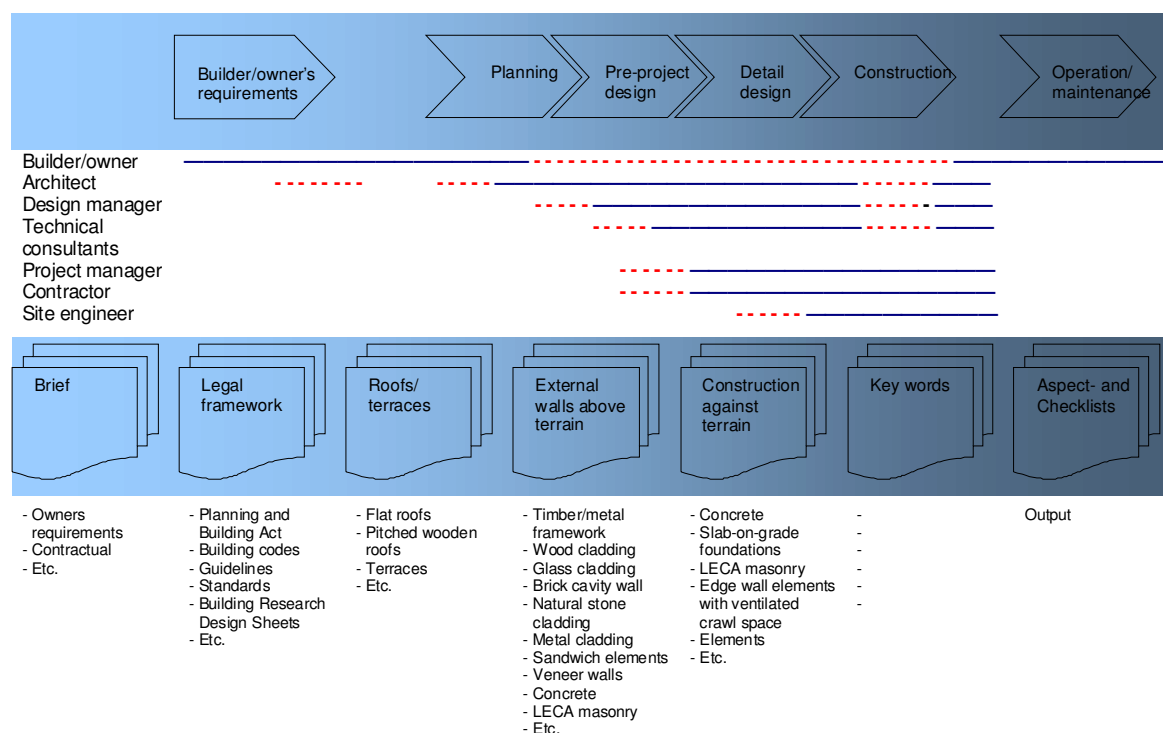 Builder/owner's
requirements
Planning
Pre-project
design
Detail
design
Construction
Operation/
maintenance
Builder/owner
Architect
Design manager
Technical
consultants
Project manager
Contractor
Site engineer
Brief
Legal
framework
Roofs/
terraces
External
walls above
terrain
Construction
against
terrain
Key words
Aspect- and
Checklists
- Owners
requirements
- Contractual
- Etc.
- Planning and
Building Act
- Building codes
- Guidelines
- Standards
- Building Research
Design Sheets
- Etc.
- Flat roofs
- Pitched wooden
roofs
- Terraces
- Etc.
- Timber/metal
framework
- Wood cladding
- Glass cladding
- Brick cavity wall
- Natural stone
cladding
- Metal cladding
- Sandwich elements
- Veneer walls
- Concrete
- LECA masonry
- Etc.
- Concrete
- Slab-on-grade
foundations
- LECA masonry
- Edge wall elements
with ventilated
crawl space
- Elements
- Etc.
-
-
-
-
-
Output